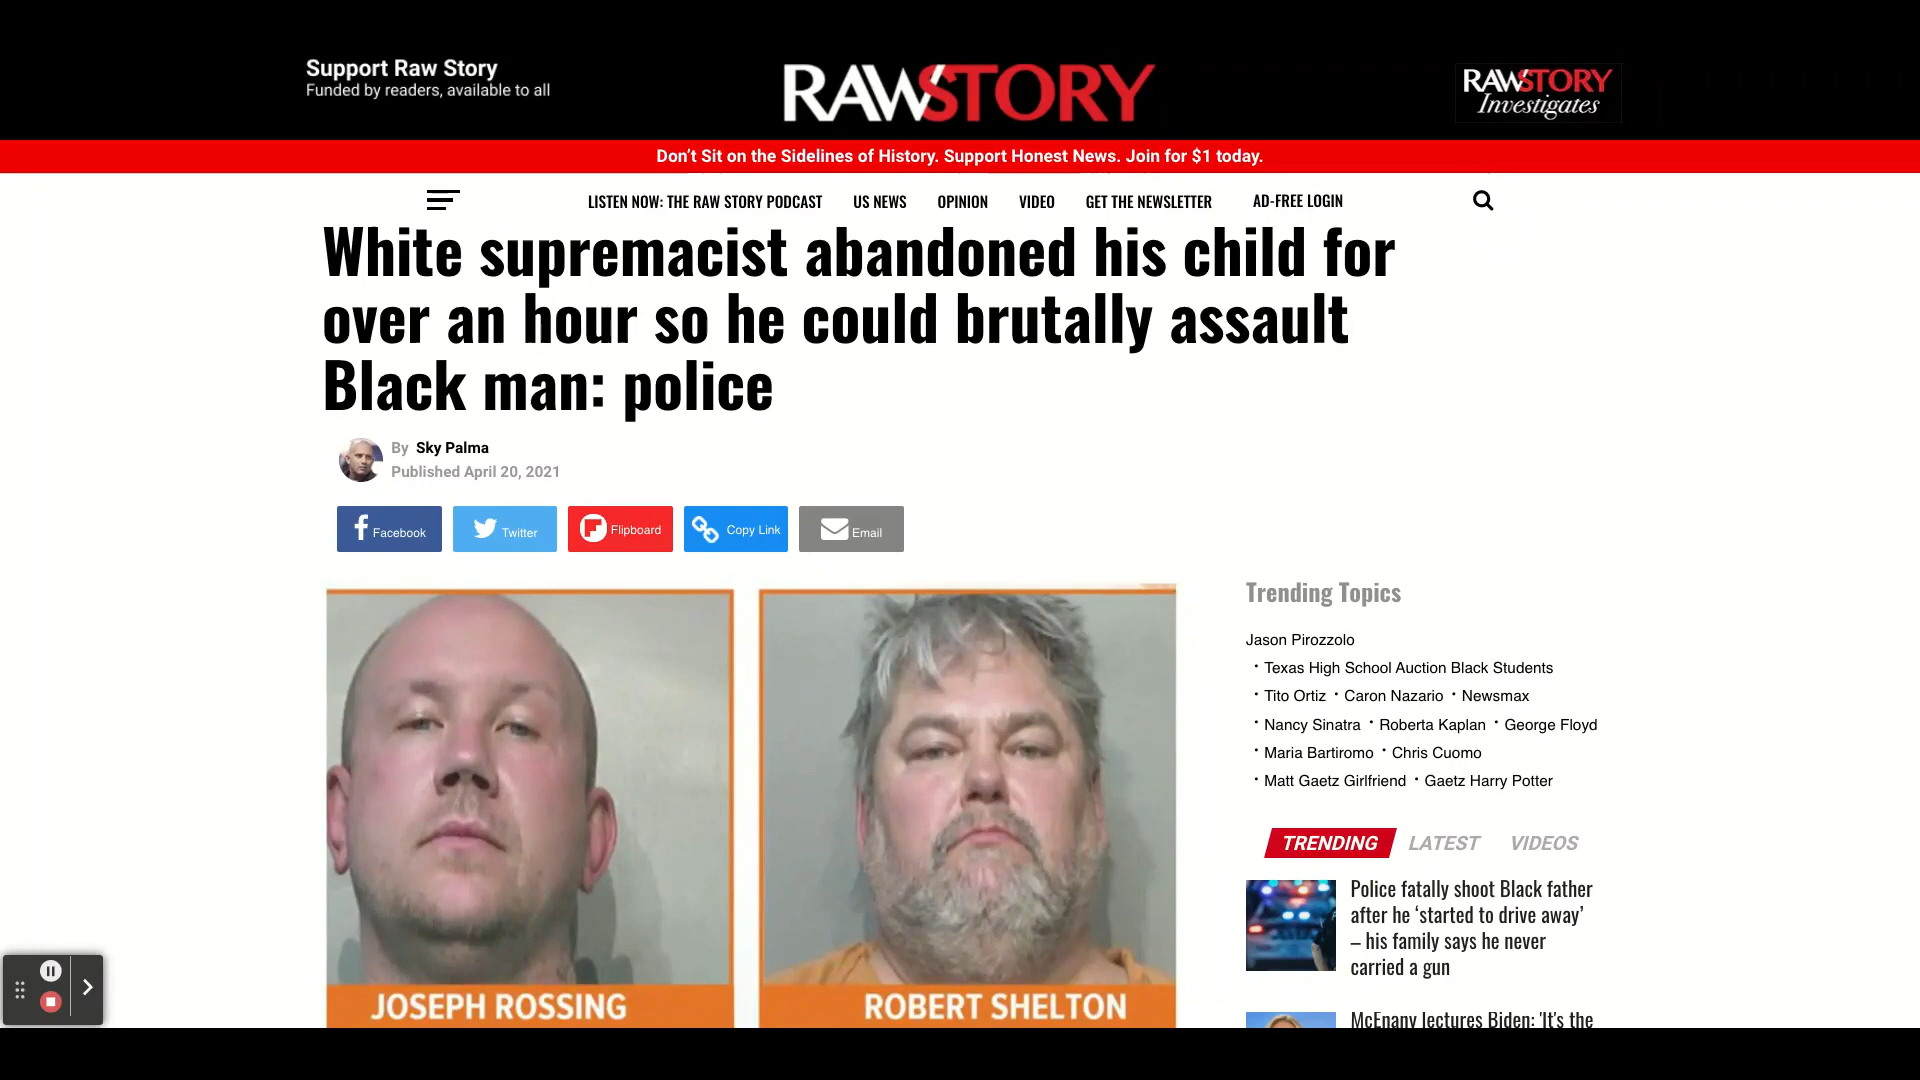 Support Raw Story
Funded by readers, available to all
RAWSTORY
RAWSTORY
Investigates
Don’t Sit on the Sidelines of History. Support Honest News. Join for $1 today.
LISTEN NOW: THE RAW STORY PODCAST US NEWS OPINION VIDEO GET THE NEWSLETTER AD-FREE LOGIN
White supremacist abandoned his child for
over an hour so he could brutally assault
Black man: police
By Sky Palma
Published April 20, 2021
Facebook Twitter Flipboard Copy Link Email
JOSEPH ROSSING
ROBERT SHELTON
Trending Topics
Jason Pirozzolo
· Texas High School Auction Black Students
· Tito Ortiz · Caron Nazario · Newsmax
· Nancy Sinatra · Roberta Kaplan · George Floyd
· Maria Bartiromo · Chris Cuomo
· Matt Gaetz Girlfriend · Gaetz Harry Potter
TRENDING LATEST VIDEOS
Police fatally shoot Black father
after he ‘started to drive away’
– his family says he never
carried a gun
McEnany lectures Biden: 'It's the